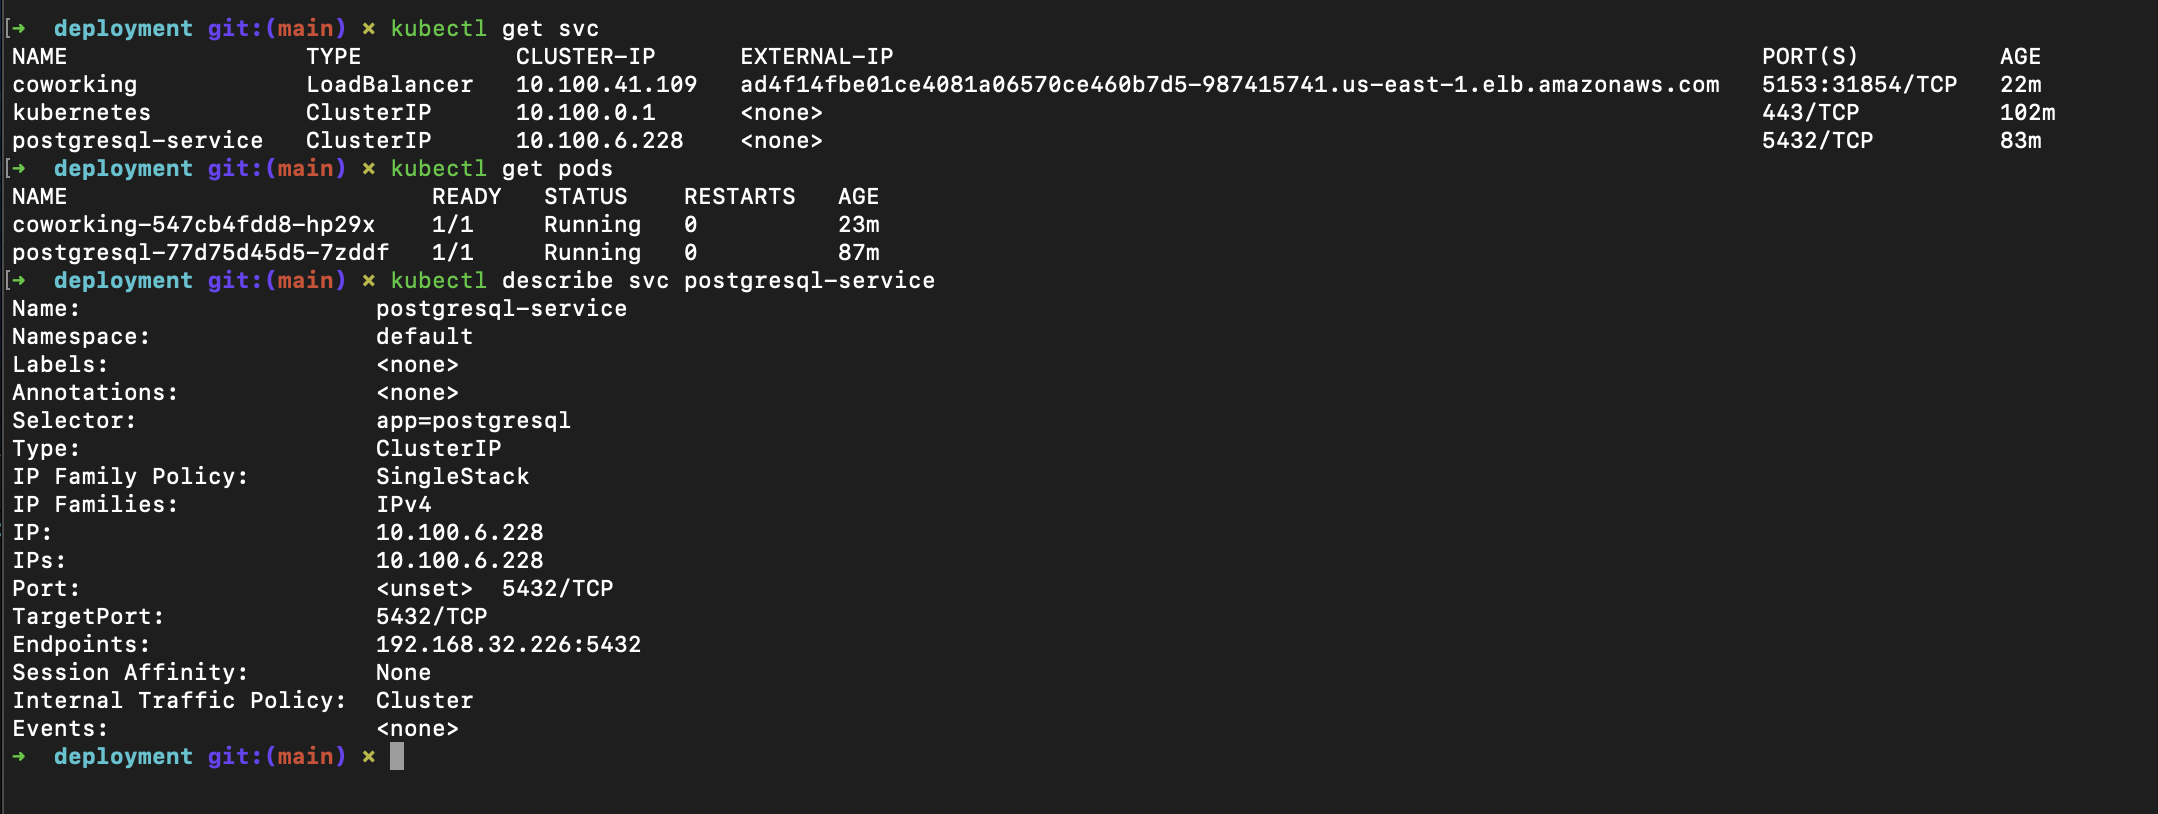 [➜  deployment git:(main) ✗ kubectl get svc
NAME                 TYPE           CLUSTER-IP      EXTERNAL-IP                                                              PORT(S)          AGE
coworking            LoadBalancer   10.100.41.109   ad4f14fbe01ce4081a06570ce460b7d5-987415741.us-east-1.elb.amazonaws.com   5153:31854/TCP   22m
kubernetes           ClusterIP      10.100.0.1      <none>                                                                   443/TCP          102m
postgresql-service   ClusterIP      10.100.6.228    <none>                                                                   5432/TCP         83m
[➜  deployment git:(main) ✗ kubectl get pods
NAME                          READY   STATUS    RESTARTS   AGE
coworking-547cb4fdd8-hp29x    1/1     Running   0          23m
postgresql-77d75d45d5-7zddf   1/1     Running   0          87m
[➜  deployment git:(main) ✗ kubectl describe svc postgresql-service
Name:                     postgresql-service
Namespace:                default
Labels:                   <none>
Annotations:              <none>
Selector:                 app=postgresql
Type:                     ClusterIP
IP Family Policy:         SingleStack
IP Families:              IPv4
IP:                       10.100.6.228
IPs:                      10.100.6.228
Port:                     <unset>  5432/TCP
TargetPort:               5432/TCP
Endpoints:                192.168.32.226:5432
Session Affinity:         None
Internal Traffic Policy:  Cluster
Events:                   <none>
➜  deployment git:(main) ✗